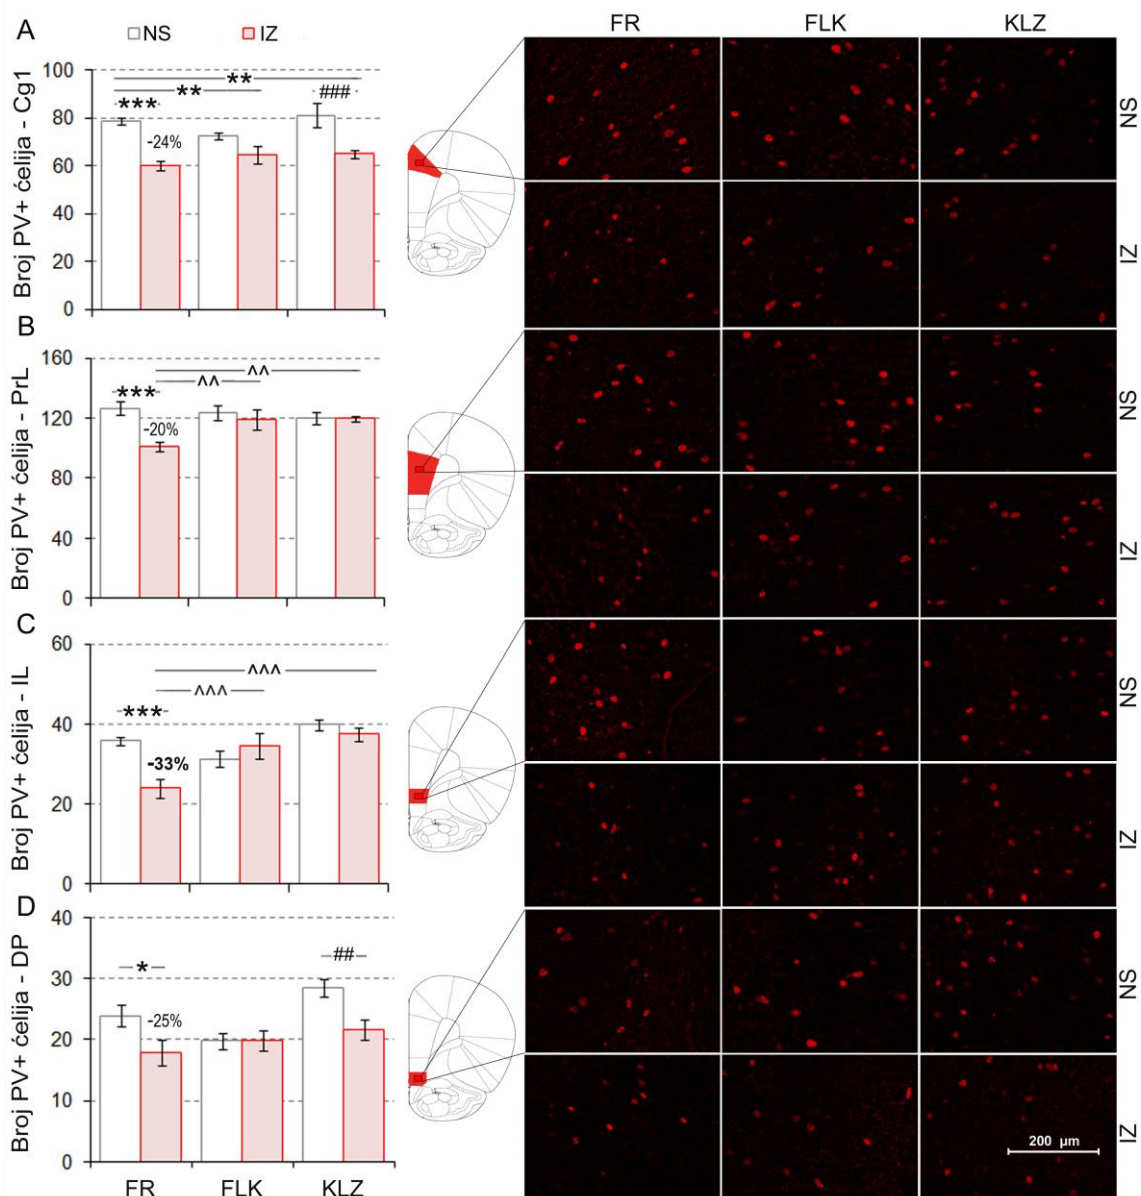 A
NS
IZ
FR
FLK
KLZ
Broj PV+ ćelija - Cg1
100
80
60
40
20
0
**
**
***
###
-24%
NS
IZ
B
Broj PV+ ćelija - PrL
160
120
80
40
0
^^
^^
***
-20%
NS
IZ
C
Broj PV+ ćelija - IL
60
40
20
0
^^^
^^^
***
-33%
NS
IZ
D
Broj PV+ ćelija - DP
40
30
20
10
0
*
##
-25%
NS
IZ
200 µm
FR
FLK
KLZ